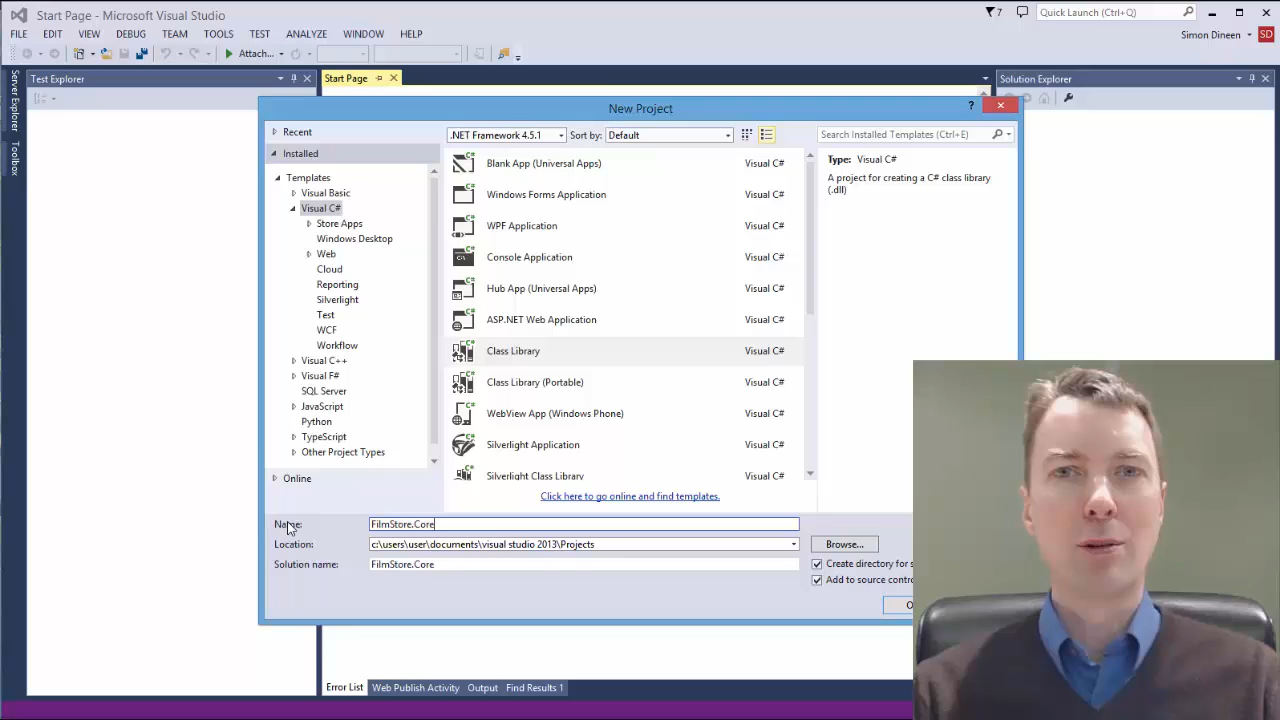 Start Page - Microsoft Visual Studio
7
Quick Launch (Ctrl+Q)
FILE EDIT VIEW DEBUG TEAM TOOLS TEST ANALYZE WINDOW HELP
Simon Dineen
SD
Attach...
Server Explorer
Toolbox
Test Explorer
Start Page
Solution Explorer
New Project
?
Recent
Installed
.NET Framework 4.5.1
Sort by: Default
Search Installed Templates (Ctrl+E)
Templates
Visual Basic
Visual C#
Store Apps
Windows Desktop
Web
Cloud
Reporting
Silverlight
Test
WCF
Workflow
Visual C++
Visual F#
SQL Server
JavaScript
Python
TypeScript
Other Project Types
Online
Blank App (Universal Apps) Visual C#
Windows Forms Application Visual C#
WPF Application Visual C#
Console Application Visual C#
Hub App (Universal Apps) Visual C#
ASP.NET Web Application Visual C#
Class Library Visual C#
Class Library (Portable) Visual C#
WebView App (Windows Phone) Visual C#
Silverlight Application Visual C#
Silverlight Class Library Visual C#
Click here to go online and find templates.
Type: Visual C#
A project for creating a C# class library
(.dll)
Name: FilmStore.Core
Location: c:\users\user\documents\visual studio 2013\Projects
Browse...
Solution name: FilmStore.Core
Create directory for
Add to source
Error List Web Publish Activity Output Find Results 1